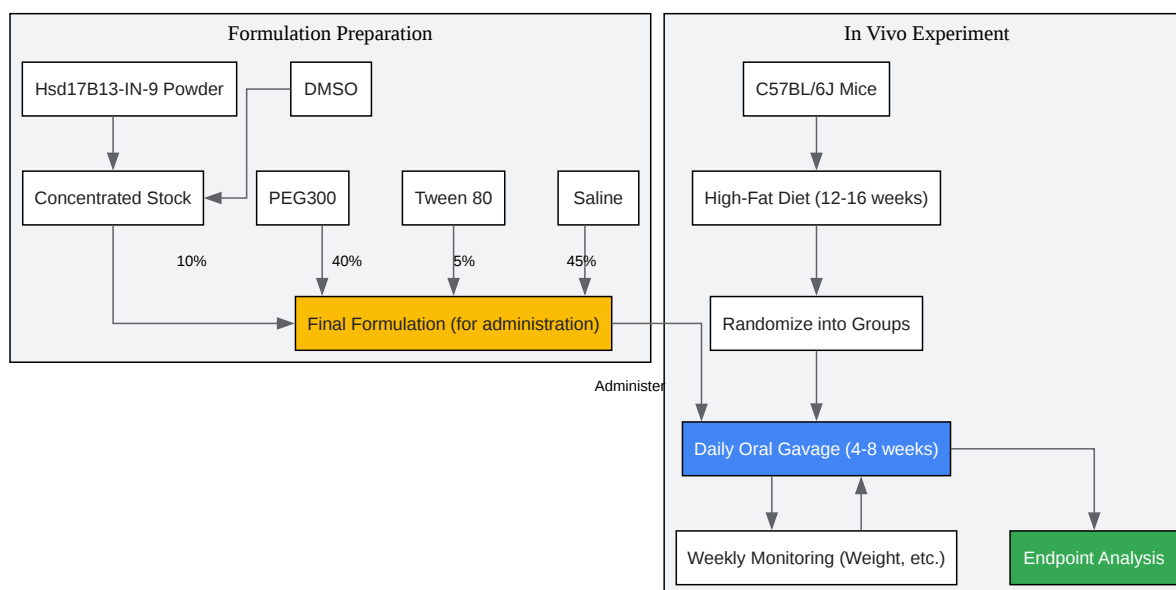 Formulation Preparation
In Vivo Experiment
Hsd17B13-IN-9 Powder
DMSO
C57BL/6J Mice
Concentrated Stock
PEG300
Tween 80
Saline
High-Fat Diet (12-16 weeks)
10%
40%
5%
45%
Final Formulation (for administration)
Randomize into Groups
Administer
Daily Oral Gavage (4-8 weeks)
Weekly Monitoring (Weight, etc.)
Endpoint Analysis